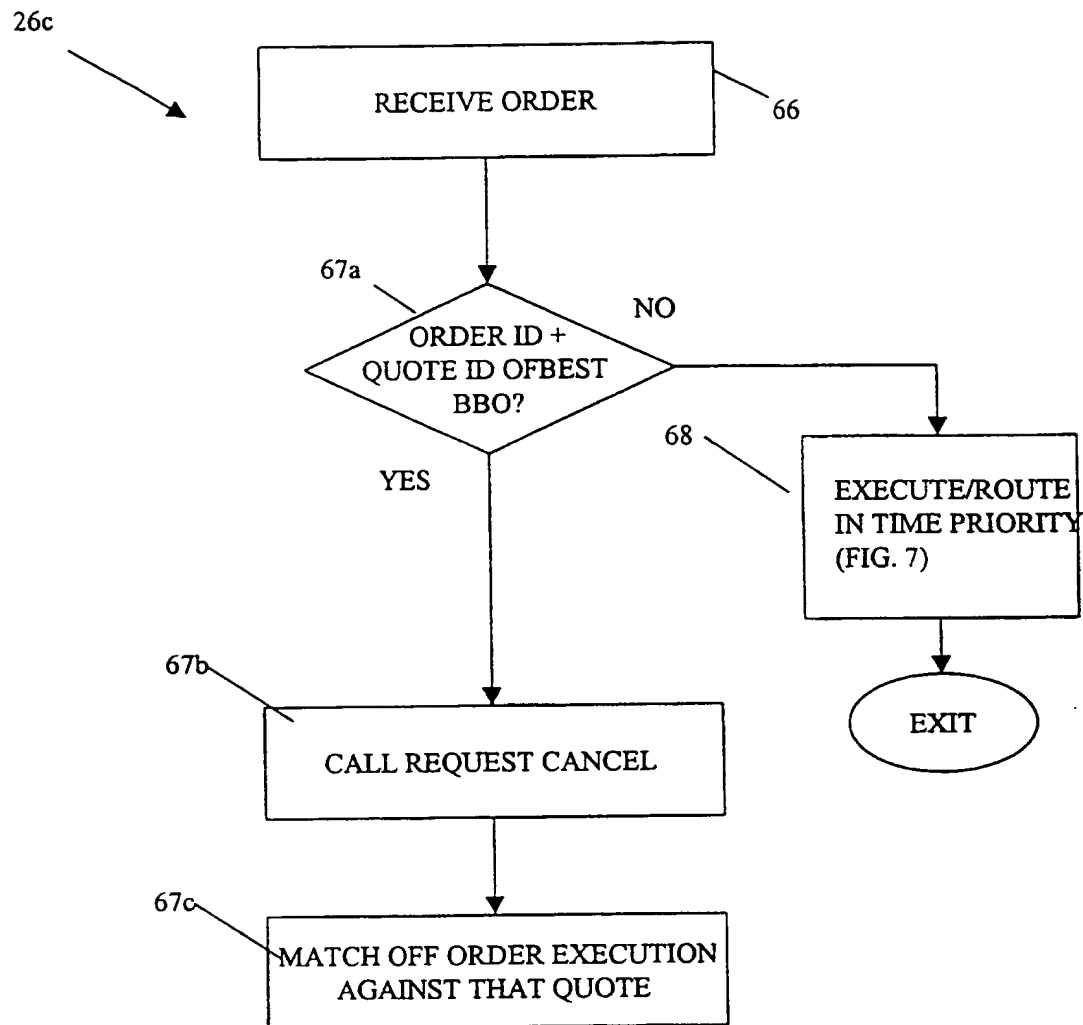 26c
RECEIVE ORDER
66
67a
NO
ORDER ID +
QUOTE ID OFBEST
BBO?
68
YES
EXECUTE/ROUTE
IN TIME PRIORITY
(FIG. 7)
67b
EXIT
CALL REQUEST CANCEL
67c
MATCH OFF ORDER EXECUTION
AGAINST THAT QUOTE